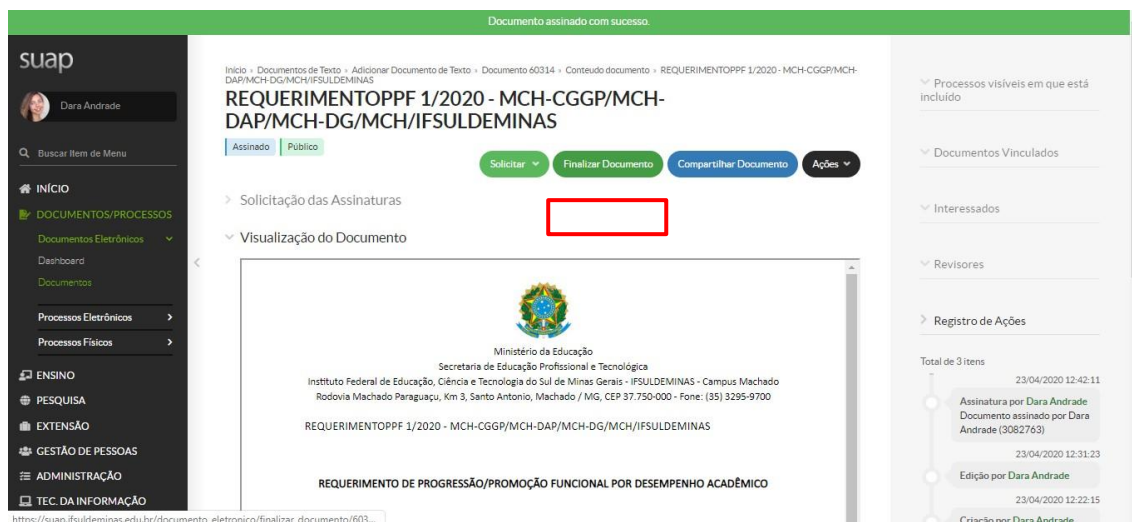 Documento assinado com sucesso.
suap
Dara Andrade
Buscar Item de Menu
INÍCIO
DOCUMENTOS/PROCESSOS
Documentos Eletrônicos
Dashboard
Documentos
Processos Eletrônicos
Processos Físicos
ENSINO
PESQUISA
EXTENSÃO
GESTÃO DE PESSOAS
ADMINISTRAÇÃO
TEC. DA INFORMAÇÃO
Início › Documentos de Texto › Adicionar Documento de Texto › Documento 60314 › Conteudo documento › REQUERIMENTOPPF 1/2020 - MCH-CGGP/MCH-
DAP/MCH-DG/MCH/IFSULDEMINAS
REQUERIMENTOPPF 1/2020 - MCH-CGGP/MCH-
DAP/MCH-DG/MCH/IFSULDEMINAS
Assinado Público
Solicitar Finalizar Documento Compartilhar Documento Ações
Solicitação das Assinaturas
Visualização do Documento
Ministério da Educação
Secretaria de Educação Profissional e Tecnológica
Instituto Federal de Educação, Ciência e Tecnologia do Sul de Minas Gerais - IFSULDEMINAS - Campus Machado
Rodovia Machado Paraguaçu, Km 3, Santo Antonio, Machado / MG, CEP 37.750-000 - Fone: (35) 3295-9700
REQUERIMENTOPPF 1/2020 - MCH-CGGP/MCH-DAP/MCH-DG/MCH/IFSULDEMINAS
REQUERIMENTO DE PROGRESSÃO/PROMOÇÃO FUNCIONAL POR DESEMPENHO ACADÊMICO
Processos visíveis em que está
incluído
Documentos Vinculados
Interessados
Revisores
Registro de Ações
Total de 3 itens
23/04/2020 12:42:11
Assinatura por Dara Andrade
Documento assinado por Dara
Andrade (3082763)
23/04/2020 12:31:23
Edição por Dara Andrade
23/04/2020 12:22:15
Criação por Dara Andrade
https://suap.ifsuldeminas.edu.br/documento_eletronico/finalizar_documento/603...